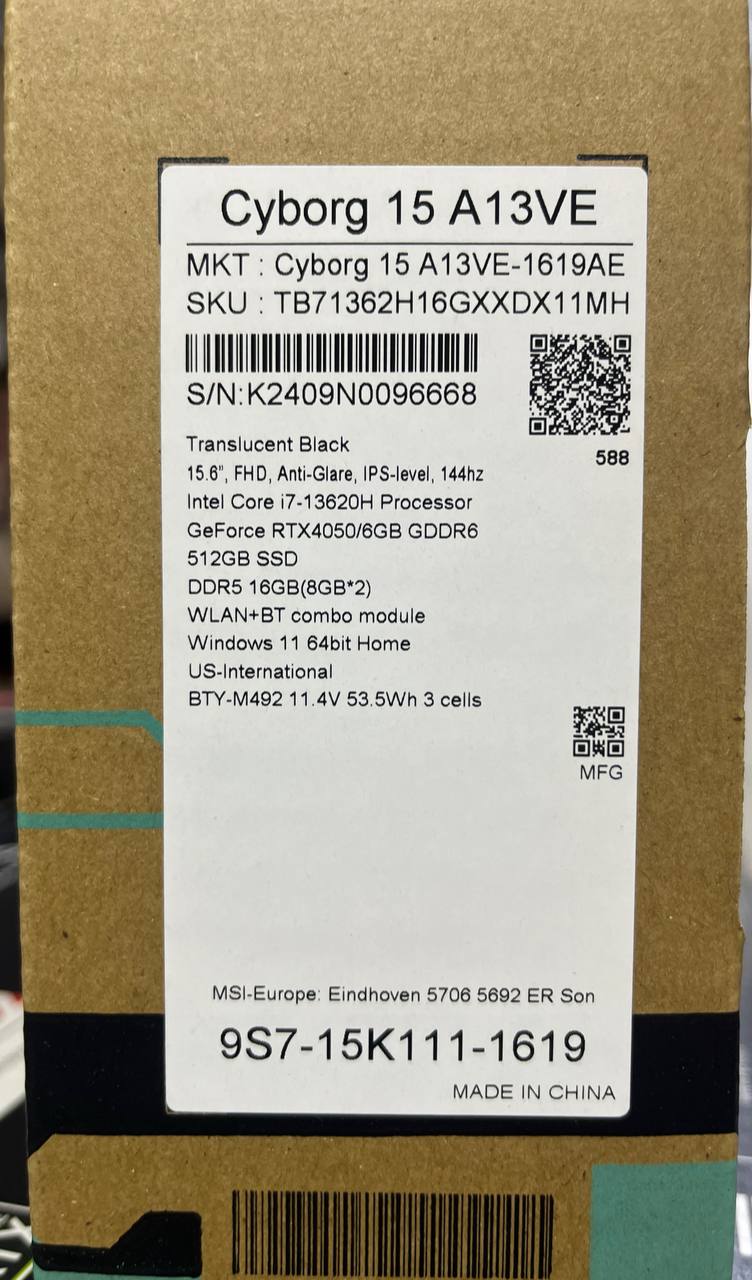 Cyborg 15 A13VE
MKT : Cyborg 15 A13VE-1619AE
SKU : TB71362H16GXXDX11MH
S/N:K2409N0096668
588
Translucent Black
15.6", FHD, Anti-Glare, IPS-level, 144hz
Intel Core i7-13620H Processor
GeForce RTX4050/6GB GDDR6
512GB SSD
DDR5 16GB(8GB*2)
WLAN+BT combo module
Windows 11 64bit Home
US-International
BTY-M492 11.4V 53.5Wh 3 cells
MFG
MSI-Europe: Eindhoven 5706 5692 ER Son
9S7-15K111-1619
MADE IN CHINA